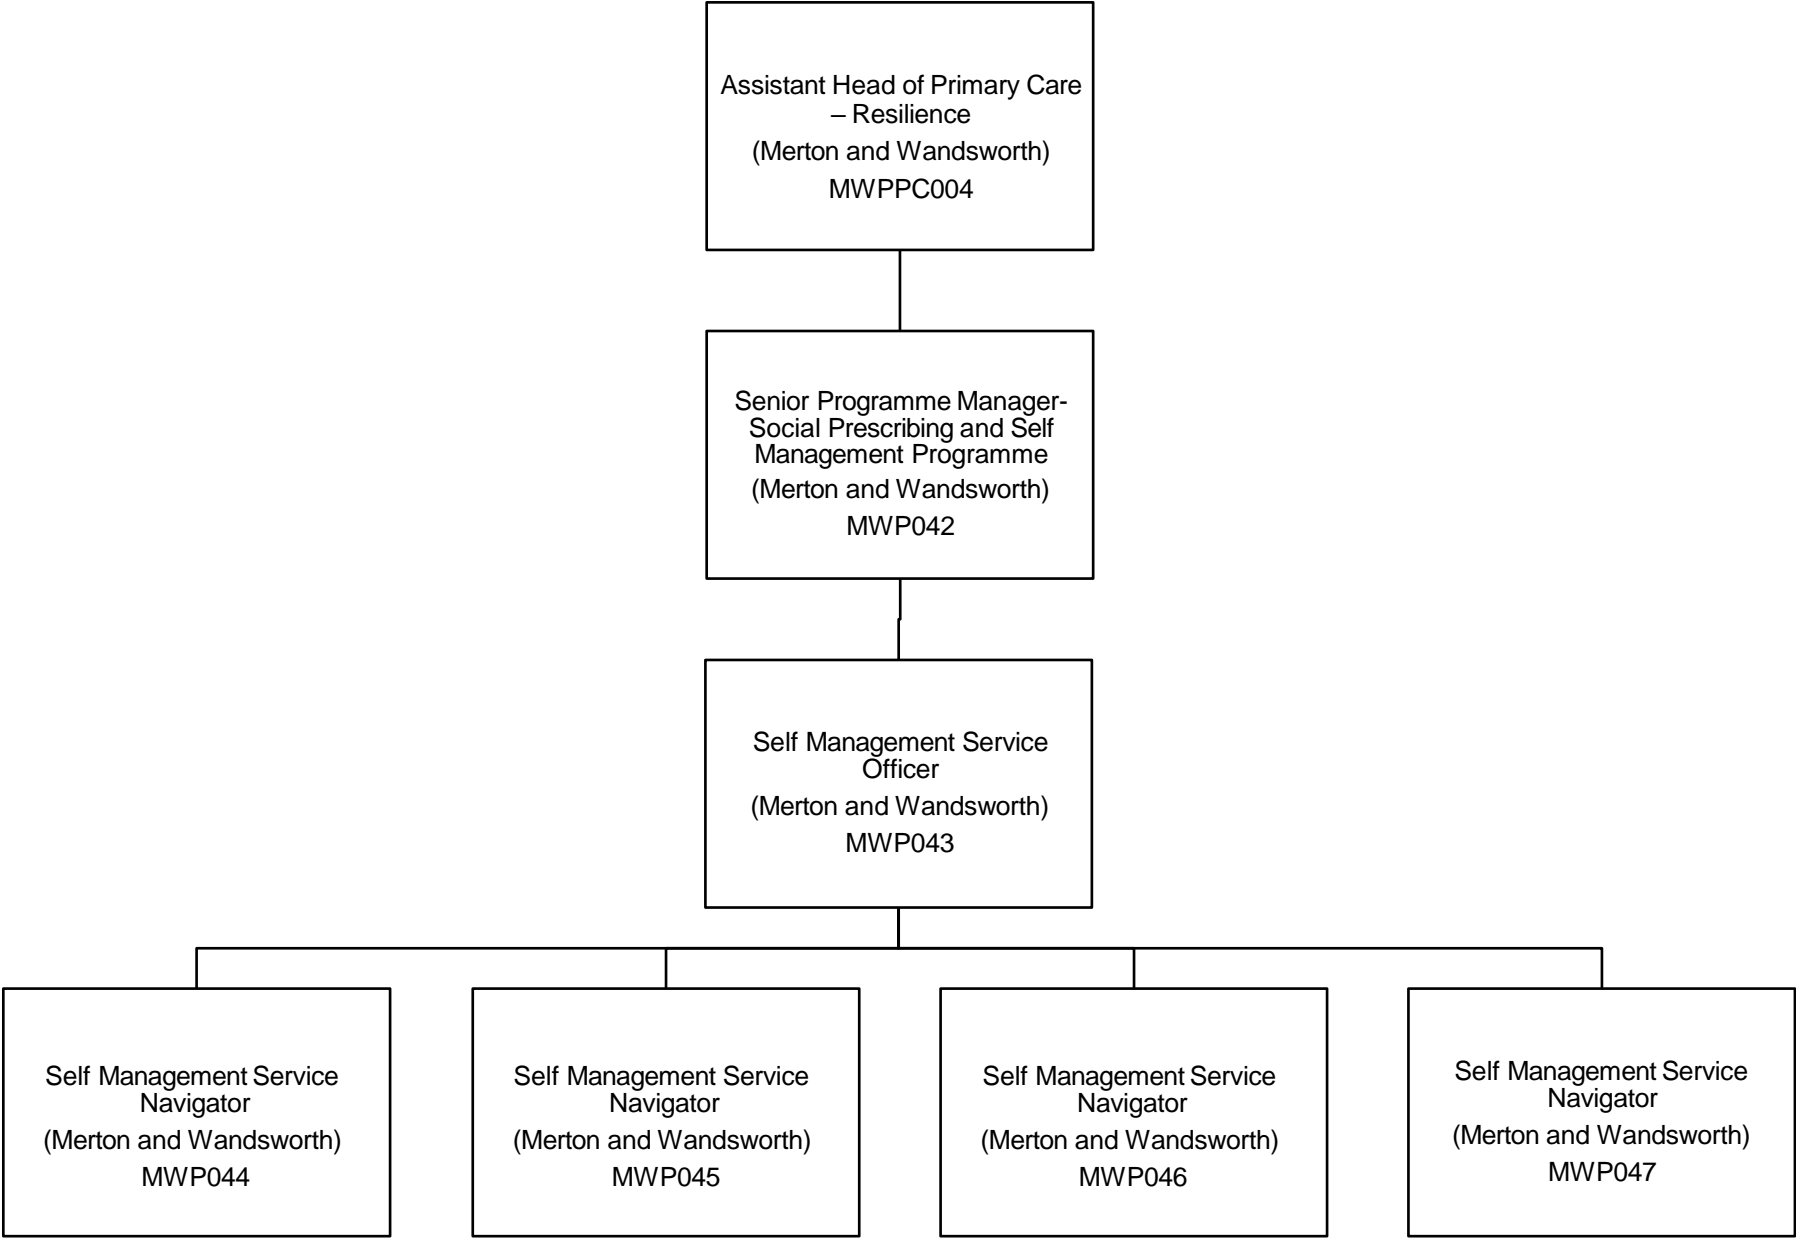 Assistant Head of Primary Care
– Resilience
(Merton and Wandsworth)
MWPPC004
Senior Programme Manager-
Social Prescribing and Self
Management Programme
(Merton and Wandsworth)
MWP042
Self Management Service
Officer
(Merton and Wandsworth)
MWP043
Self Management Service
Navigator
(Merton and Wandsworth)
MWP044
Self Management Service
Navigator
(Merton and Wandsworth)
MWP045
Self Management Service
Navigator
(Merton and Wandsworth)
MWP046
Self Management Service
Navigator
(Merton and Wandsworth)
MWP047